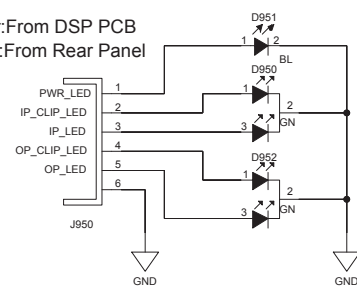 :From DSP PCB
:From Rear Panel
D951
1
2
BL
D950
PWR_LED
1
1
2
IP_CLIP_LED
2
IP_LED
3
3
GN
OP_CLIP_LED
4
D952
OP_LED
5
1
2
6
3
GN
J950
GND
GND